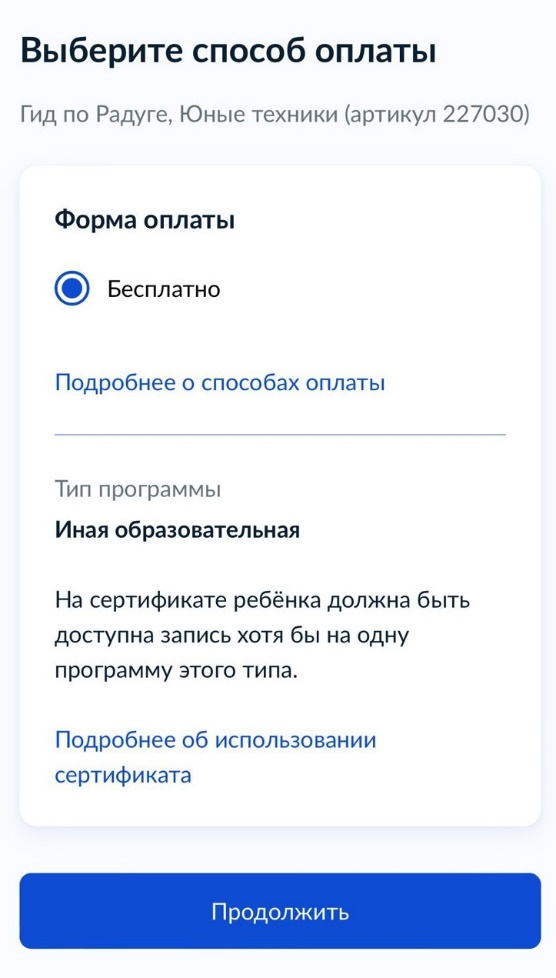 Выберите способ оплаты
Гид по Радуге, Юные техники (артикул 227030)
Форма оплаты
Бесплатно
Подробнее о способах оплаты
Тип программы
Иная образовательная
На сертификате ребёнка должна быть
доступна запись хотя бы на одну
программу этого типа.
Подробнее об использовании
сертификата
Продолжить